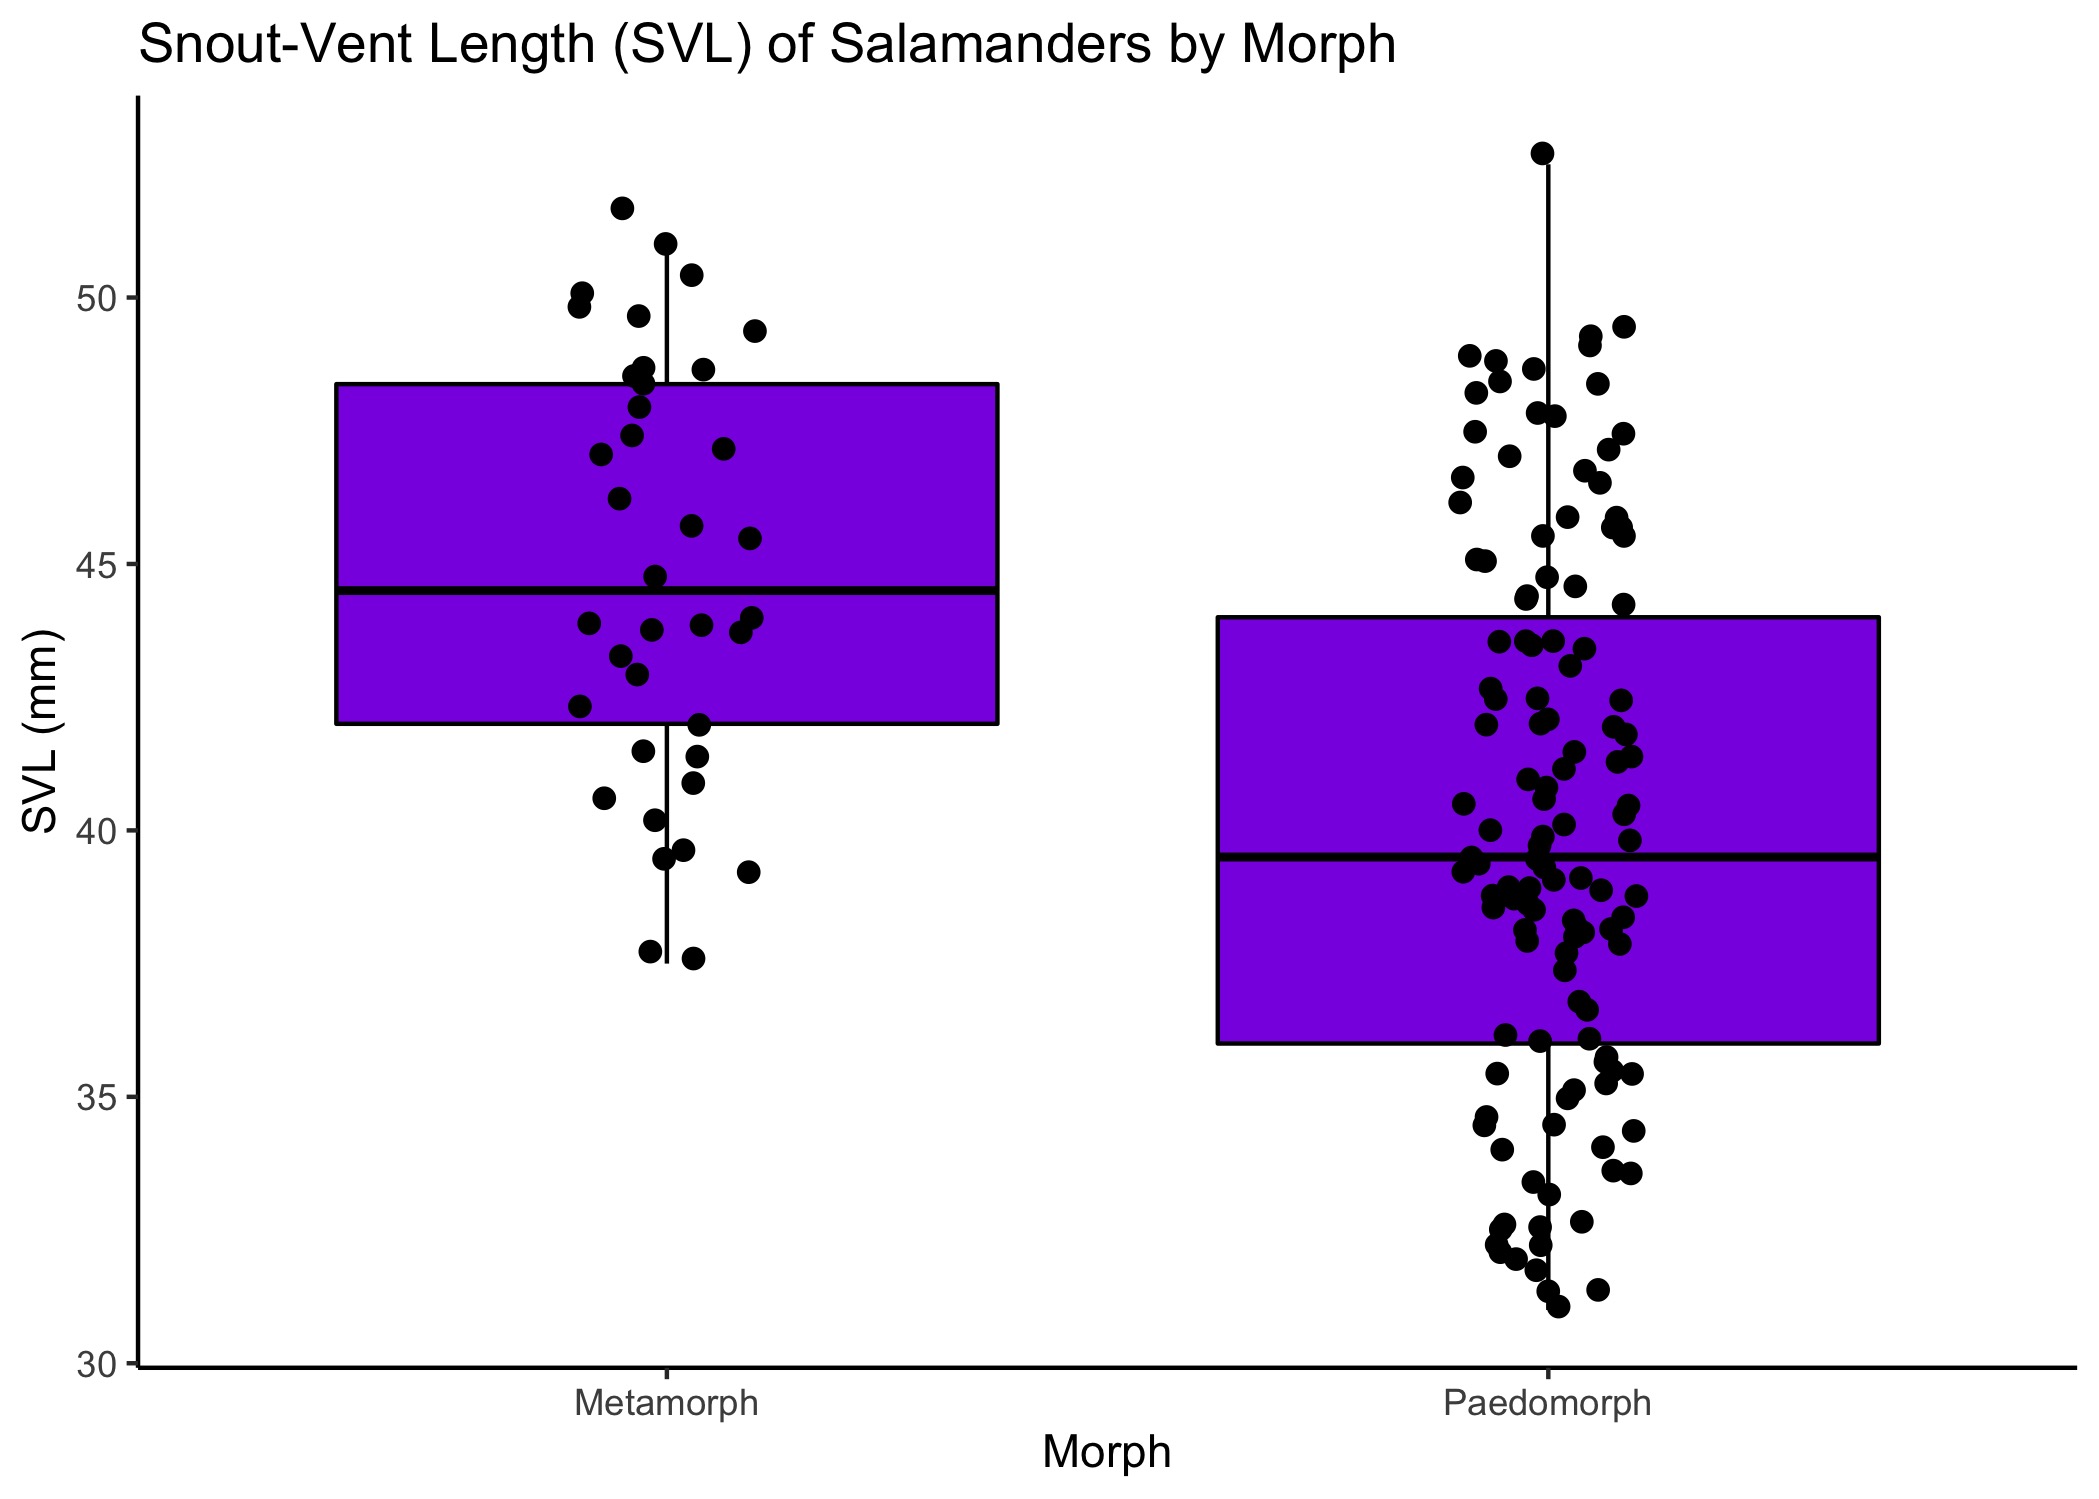 Snout-Vent Length (SVL) of Salamanders by Morph
SVL (mm)
50
45
40
35
30
Metamorph
Paedomorph
Morph